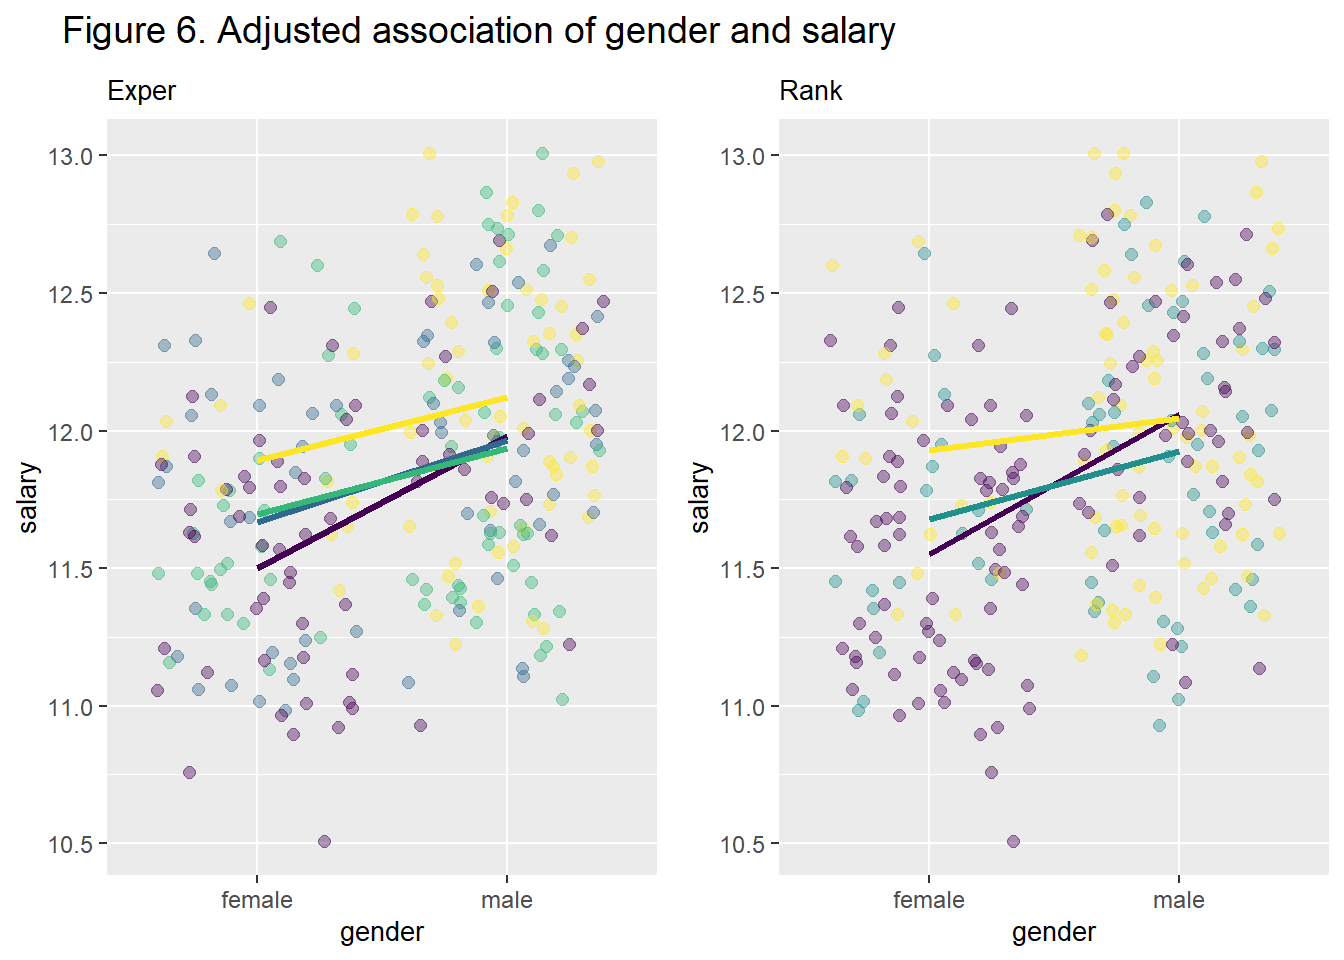 Figure 6. Adjusted association of gender and salary
Exper
13.0
12.5
12.0
11.5
11.0
10.5
salary
female male
gender
Rank
13.0
12.5
12.0
11.5
11.0
10.5
salary
female male
gender